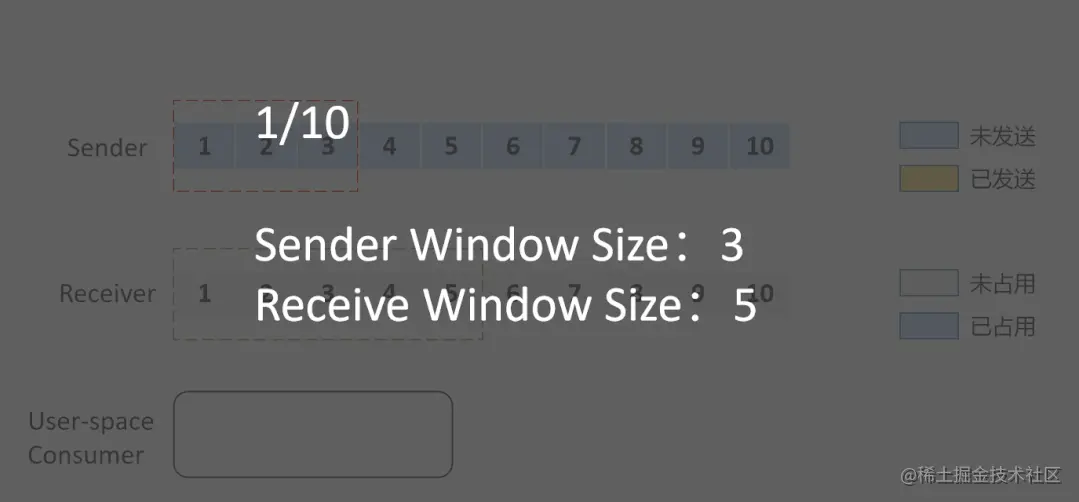 1/10
Sender 1 2 3 4 5 6 7 8 9 10
未发送
已发送
Sender Window Size：3
Receiver 1 2 3 4 5 6 7 8 9 10
未占用
已占用
Receive Window Size：5
User-space
Consumer
@稀土掘金技术社区